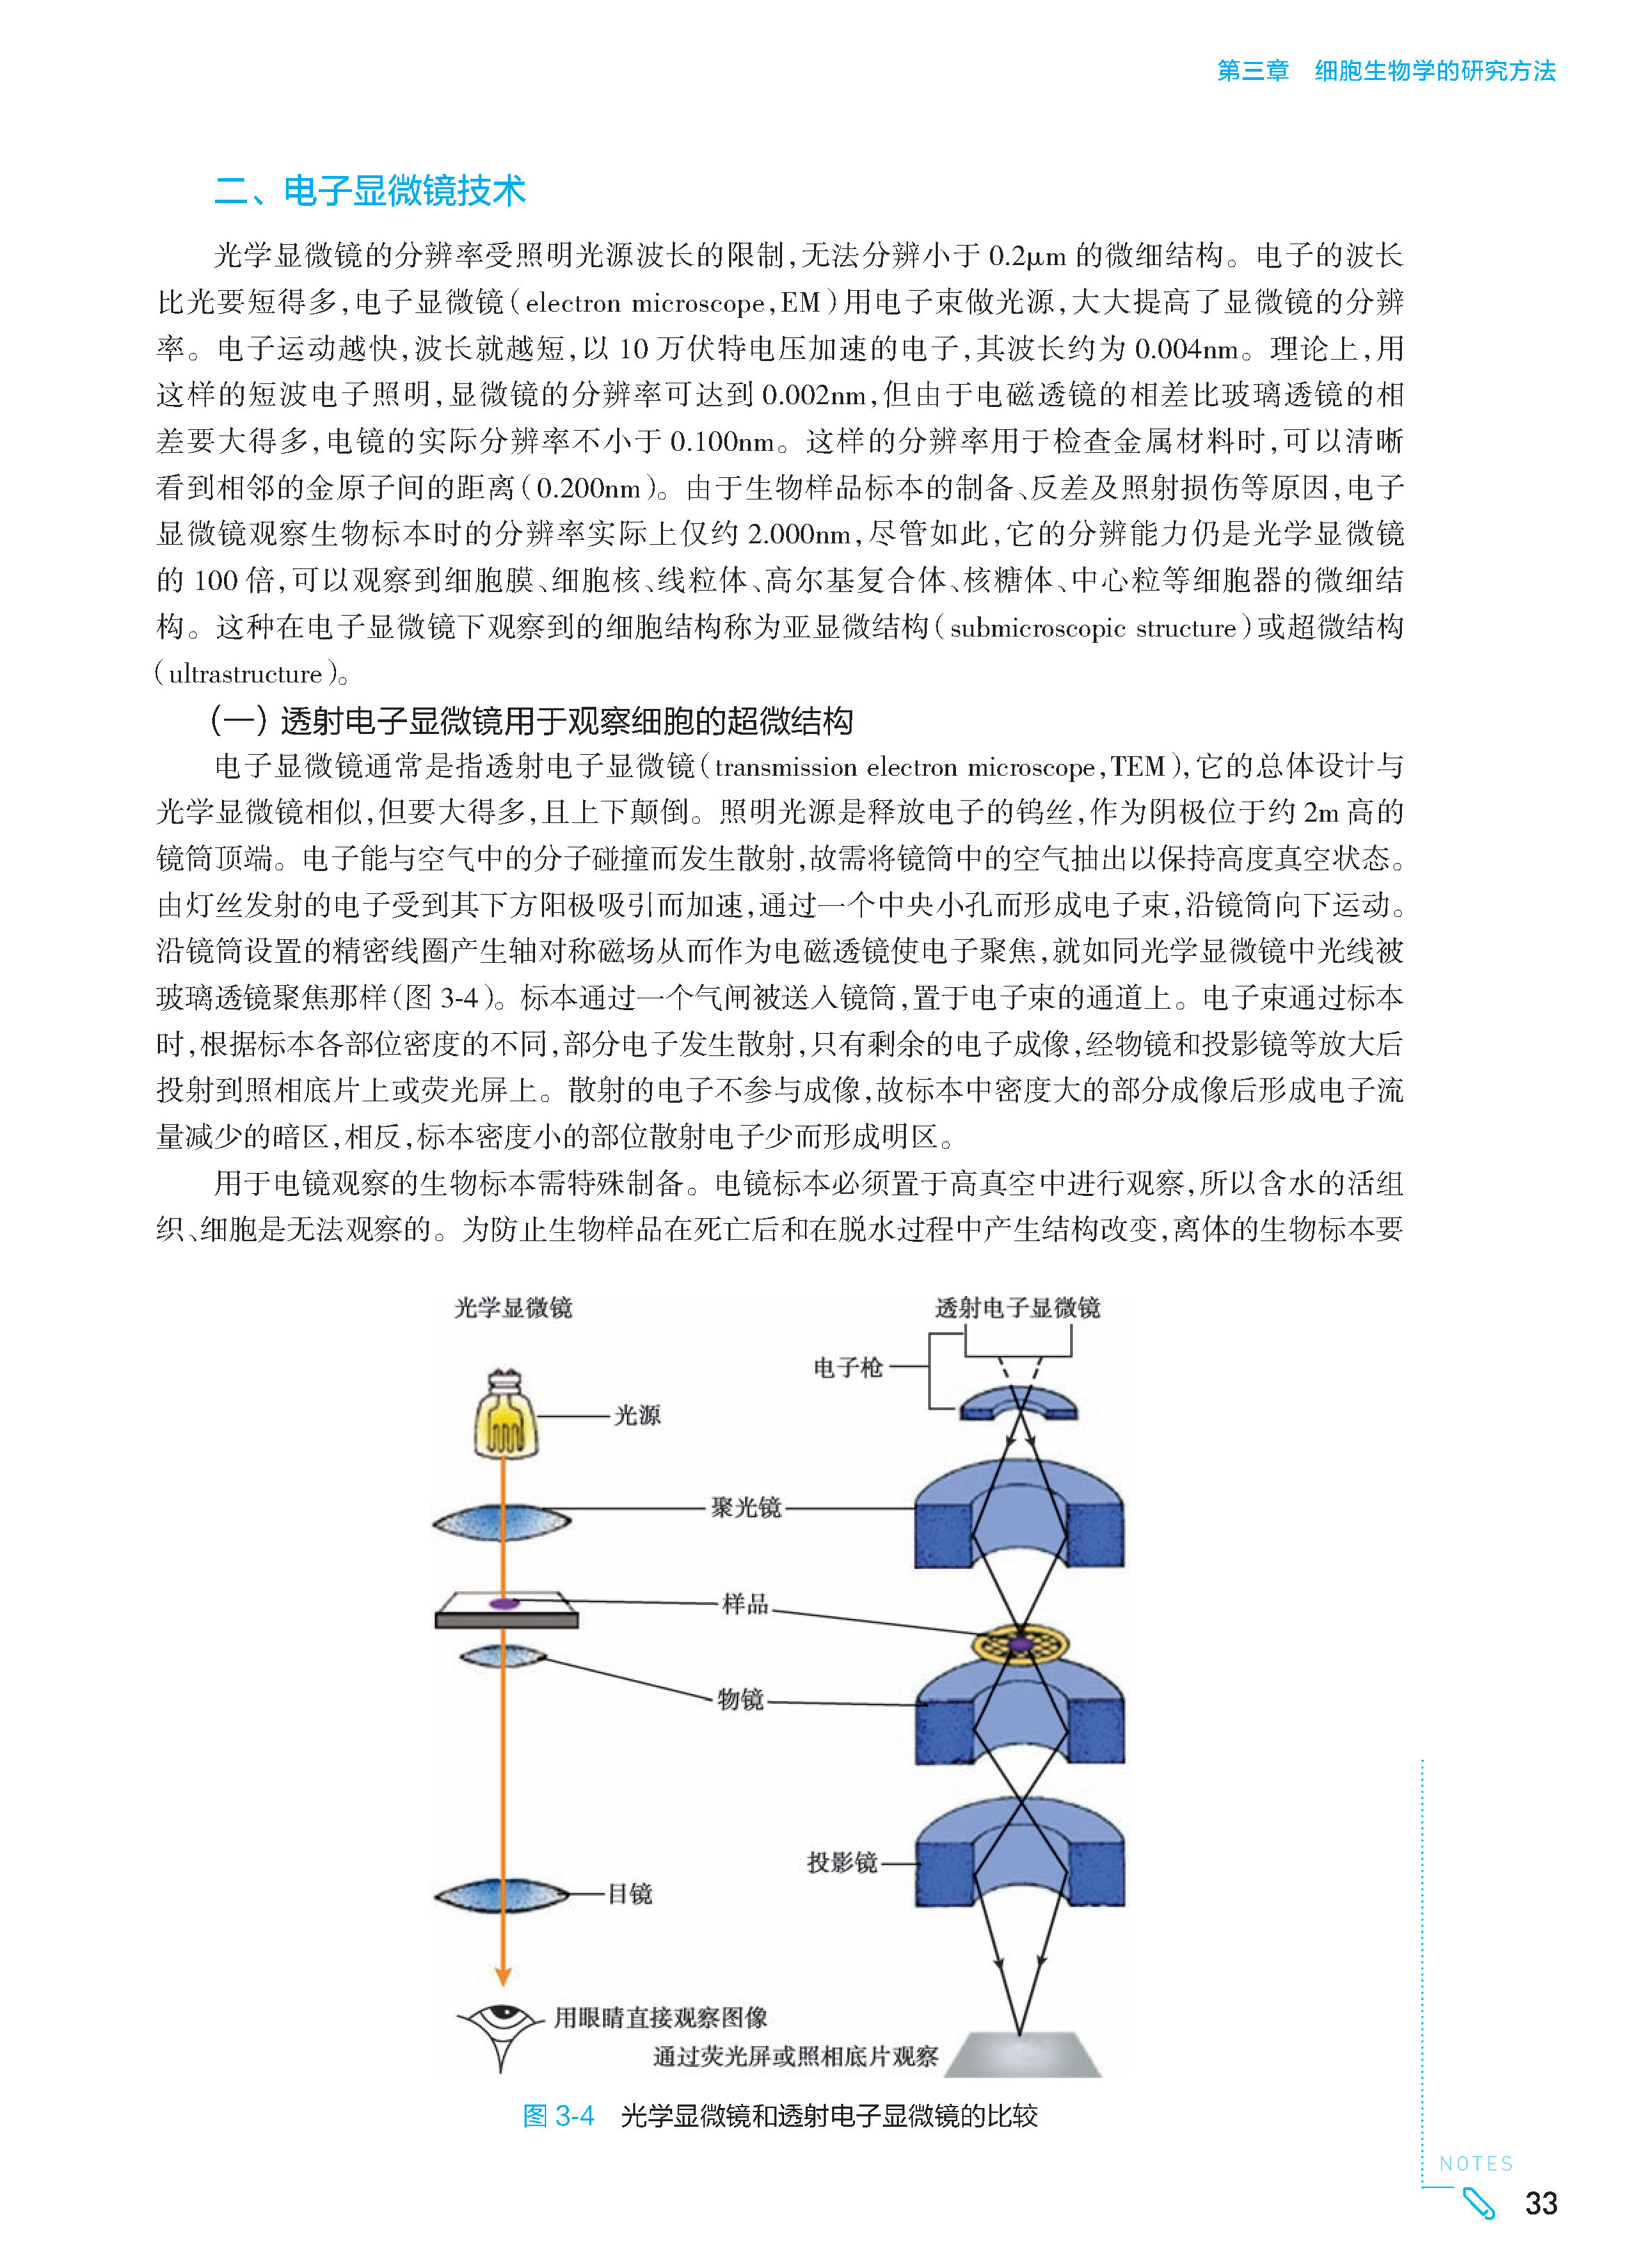 第三章　细胞生物学的研究方法
二、电子显微镜技术
光学显微镜的分辨率受照明光源波长的限制,无法分辨小于 0.2μm 的微细结构。电子的波长
比光要短得多,电子显微镜(electron microscope,EM)用电子束做光源,大大提高了显微镜的分辨
率。电子运动越快,波长就越短,以 10 万伏特电压加速的电子,其波长约为 0.004nm。理论上,用
这样的短波电子照明,显微镜的分辨率可达到 0.002nm,但由于电磁透镜的相差比玻璃透镜的相
差要大得多,电镜的实际分辨率不小于 0.100nm。这样的分辨率用于检查金属材料时,可以清晰
看到相邻的金原子间的距离(0.200nm)。由于生物样品标本的制备、反差及照射损伤等原因,电子
显微镜观察生物标本时的分辨率实际上仅约 2.000nm,尽管如此,它的分辨能力仍是光学显微镜
的 100 倍,可以观察到细胞膜、细胞核、线粒体、高尔基复合体、核糖体、中心粒等细胞器的微细结
构。这种在电子显微镜下观察到的细胞结构称为亚显微结构(submicroscopic structure)或超微结构
(ultrastructure)。
(一) 透射电子显微镜用于观察细胞的超微结构
电子显微镜通常是指透射电子显微镜(transmission electron microscope,TEM),它的总体设计与
光学显微镜相似,但要大得多,且上下颠倒。照明光源是释放电子的钨丝,作为阴极位于约 2m 高的
镜筒顶端。电子能与空气中的分子碰撞而发生散射,故需将镜筒中的空气抽出以保持高度真空状态。
由灯丝发射的电子受到其下方阳极吸引而加速,通过一个中央小孔而形成电子束,沿镜筒向下运动。
沿镜筒设置的精密线圈产生轴对称磁场从而作为电磁透镜使电子聚焦,就如同光学显微镜中光线被
玻璃透镜聚焦那样(图 3-4)。标本通过一个气闸被送入镜筒,置于电子束的通道上。电子束通过标本
时,根据标本各部位密度的不同,部分电子发生散射,只有剩余的电子成像,经物镜和投影镜等放大后
投射到照相底片上或荧光屏上。散射的电子不参与成像,故标本中密度大的部分成像后形成电子流
量减少的暗区,相反,标本密度小的部位散射电子少而形成明区。
用于电镜观察的生物标本需特殊制备。电镜标本必须置于高真空中进行观察,所以含水的活组
织、细胞是无法观察的。为防止生物样品在死亡后和在脱水过程中产生结构改变,离体的生物标本要
光学显微镜
透射电子显微镜
电子枪
光源
聚光镜
样品
物镜
投影镜
目镜
用眼睛直接观察图像
通过荧光屏或照相底片观察
图 3-4　光学显微镜和透射电子显微镜的比较
NOTES
33